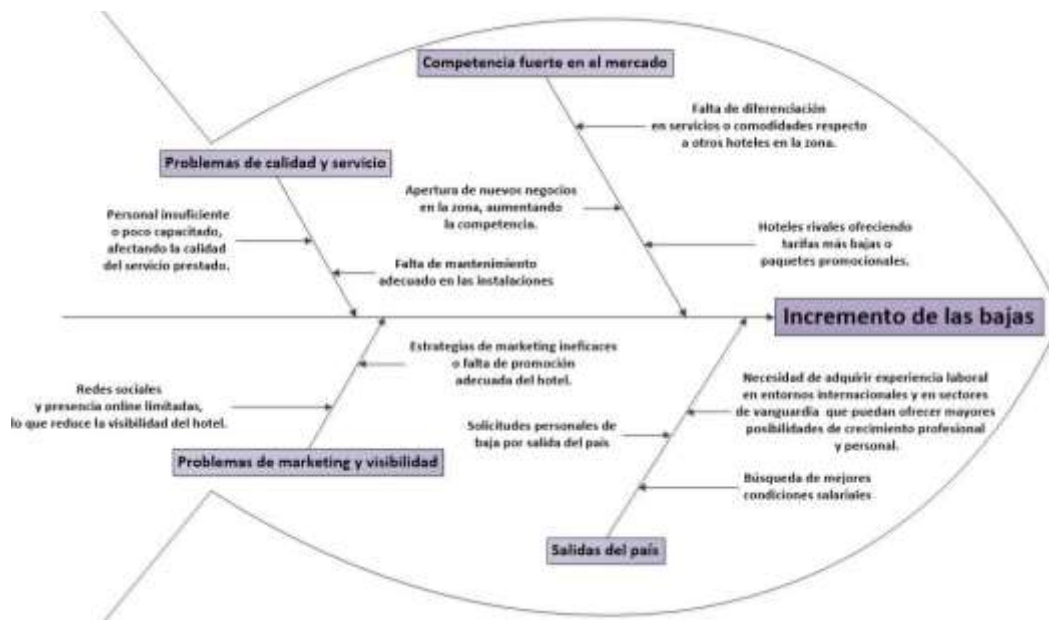 Competencia fuerte en el mercado
Falta de diferenciación
en servicios o comodidades respecto
a otros hoteles en la zona.
Problemas de calidad y servicio
Apertura de nuevos negocios
en la zona, aumentando
la competencia.
Personal insuficiente
o poco capacitado,
afectando la calidad
del servicio prestado.
Hoteles rivales ofreciendo
tarifas más bajas o
paquetes promocionales.
Falta de mantenimiento
adecuado en las instalaciones
Incremento de las bajas
Estrategias de marketing ineficaces
o falta de promoción
adecuada del hotel.
Redes sociales
y presencia online limitadas,
lo que reduce la visibilidad del hotel.
Necesidad de adquirir experiencia laboral
en entornos internacionales y en sectores
de vanguardia que puedan ofrecer mayores
posibilidades de crecimiento profesional
y personal.
Solicitudes personales de
baja por salida del país
Problemas de marketing y visibilidad
Búsqueda de mejores
condiciones salariales
Salidas del país